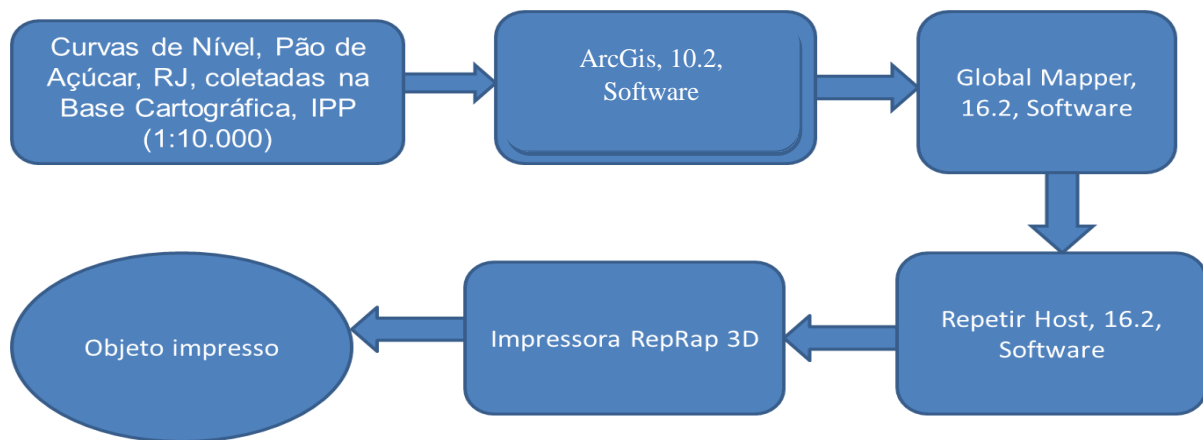 Curvas de Nível, Pão de
Açúcar, RJ, coletadas na
Base Cartográfica, IPP
(1:10.000)
ArcGis, 10.2,
Software
Global Mapper,
16.2, Software
Repetir Host, 16.2,
Software
Impressora RepRap 3D
Objeto impresso